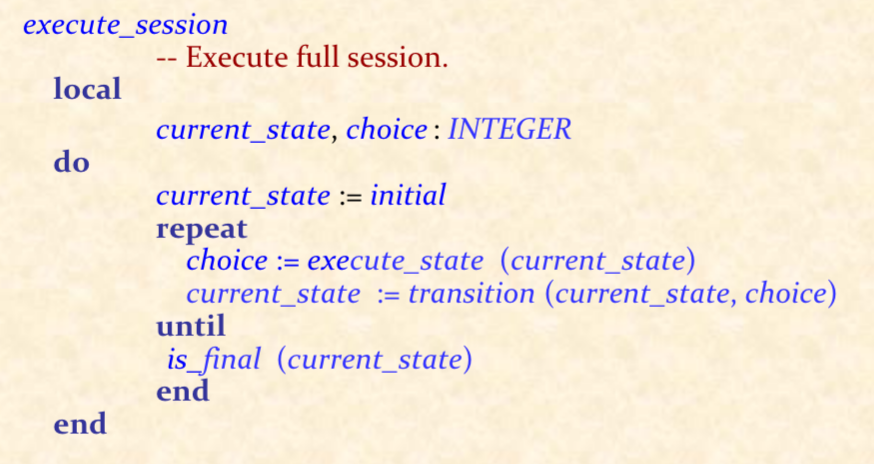 execute_session
-- Execute full session.
local
current_state, choice : INTEGER
do
current_state := initial
repeat
choice := execute_state (current_state)
current_state := transition (current_state, choice)
until
is_final (current_state)
end
end